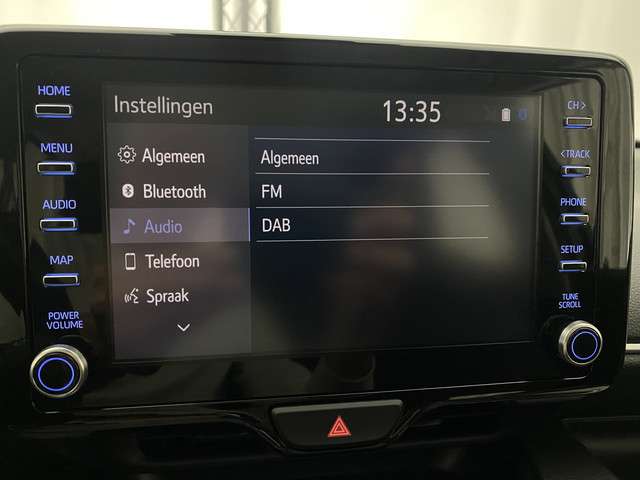 HOME
MENU
AUDIO
MAP
POWER
VOLUME
Instellingen
13:35
Algemeen
Bluetooth
Audio
Telefoon
Spraak
Algemeen
FM
DAB
CH >
< TRACK
PHONE
SETUP
TUNE
SCROLL